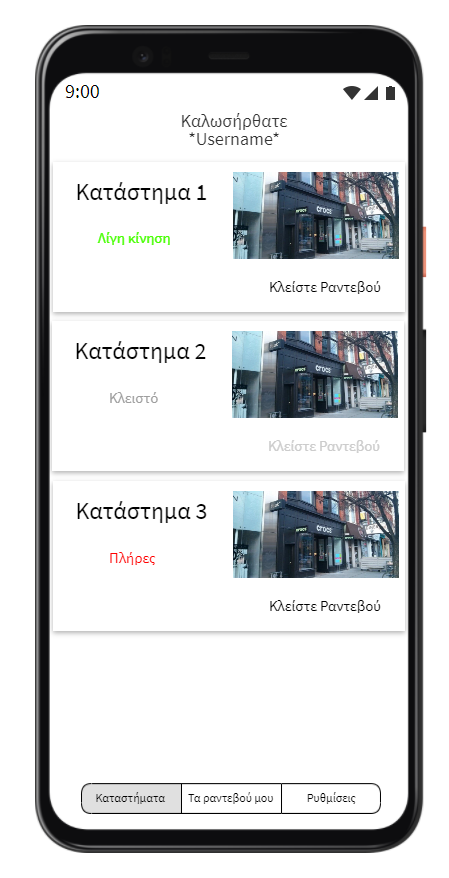 9:00
Καλωσήρθατε
*Username*
Κατάστημα 1
crocs
Λίγη κίνηση
Κλείστε Ραντεβού
Κατάστημα 2
crocs
Κλειστό
Κλείστε Ραντεβού
Κατάστημα 3
crocs
Πλήρες
Κλείστε Ραντεβού
Καταστήματα
Τα ραντεβού μου
Ρυθμίσεις